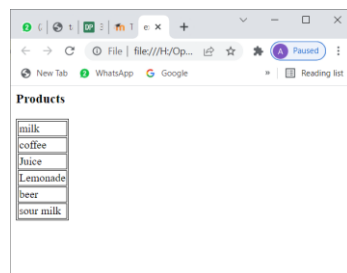 File | file:///H:/Op...
Paused
New Tab
WhatsApp
Google
»
Reading list
Products
milk
coffee
Juice
Lemonade
beer
sour milk